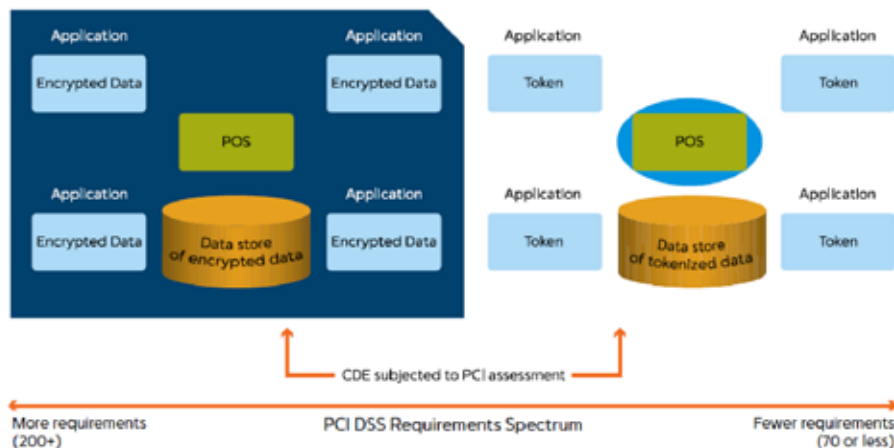 Application
Encrypted Data
Application
Encrypted Data
POS
Application
Encrypted Data
Application
Encrypted Data
Data store
of encrypted data
Application
Token
Application
Token
POS
Application
Token
Application
Token
Data store
of tokenized data
CDE subjected to PCI assessment
More requirements
(200+)
PCI DSS Requirements Spectrum
Fewer requirements
(70 or less)